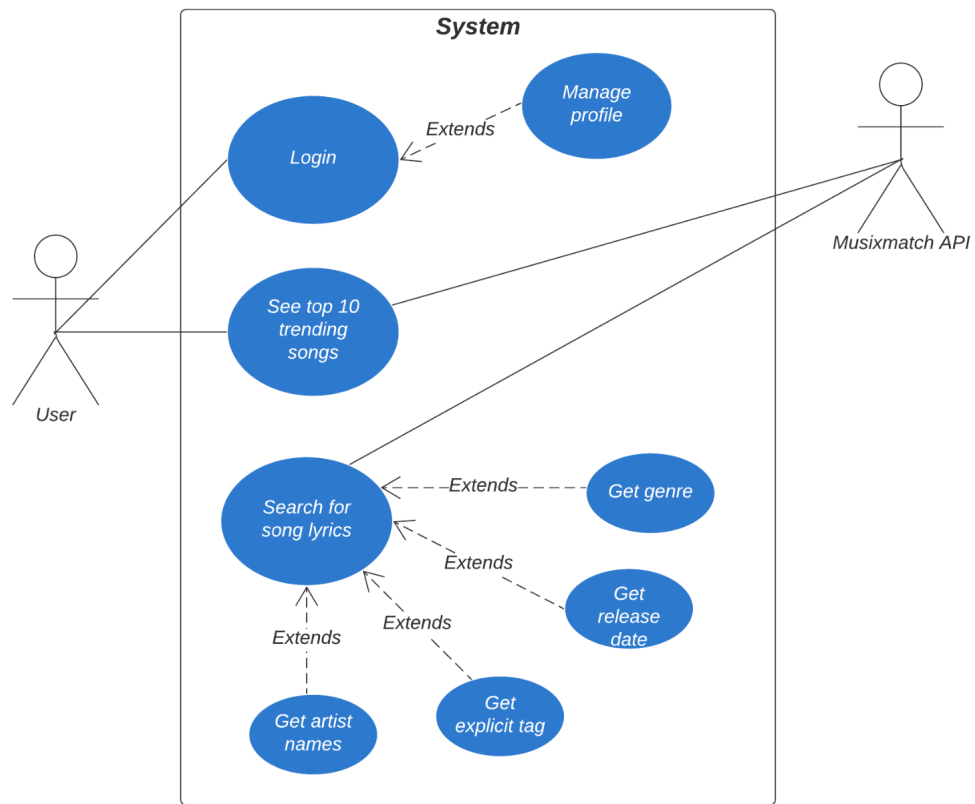 System
Manage
profile
Extends
Login
Musixmatch API
See top 10
trending
songs
User
Extends
Get genre
Search for
song lyrics
Extends
Get
release
date
Extends
Extends
Get
explicit tag
Get artist
names